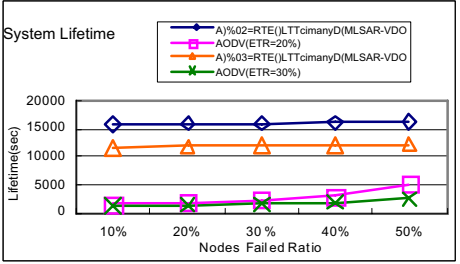 System Lifetime
A)%02=RTE()LTTcimanyD(MLSAR-VDO
AODV(ETR=20%)
A)%03=RTE()LTTcimanyD(MLSAR-VDO
AODV(ETR=30%)
Lifetime(sec)
20000
15000
10000
5000
0
10% 20% 30 % 40 % 50%
Nodes Failed Ratio